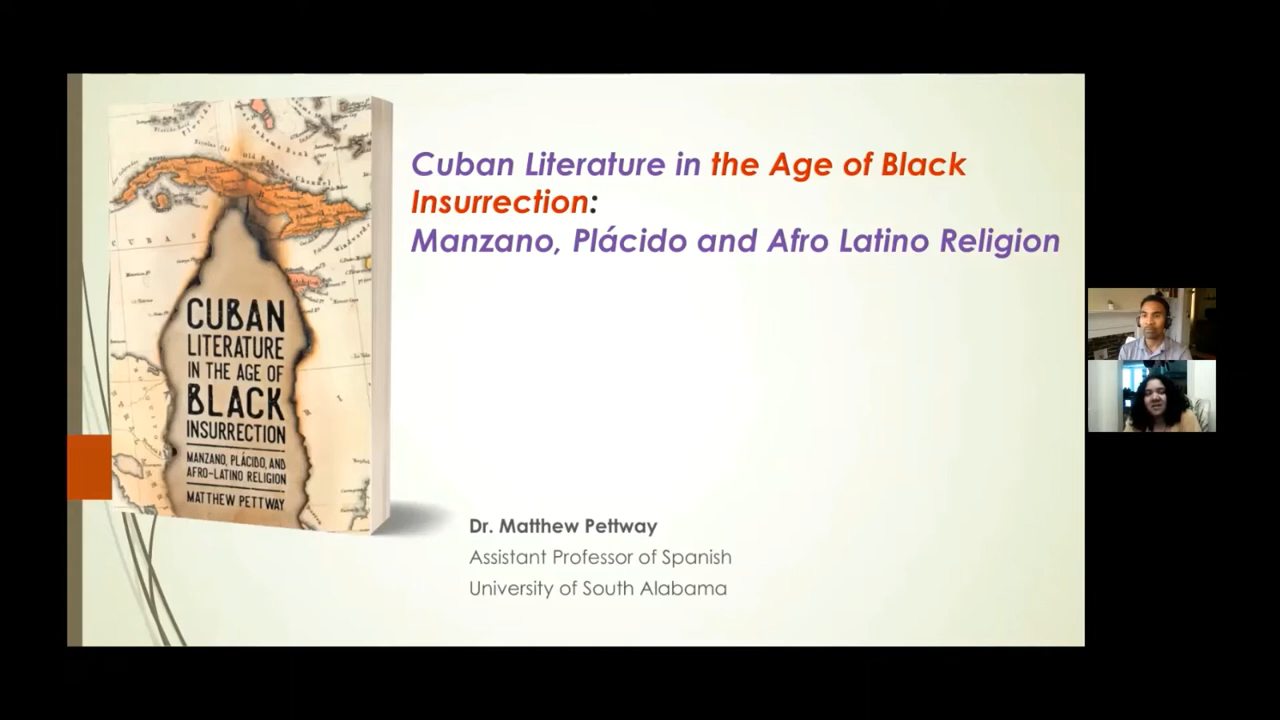 Cuban Literature in the Age of Black
Insurrection:
Manzano, Plácido and Afro Latino Religion
CUBAN
LITERATURE
IN THE AGE OF
BLACK
INSURRECTION
MANZANO, PLÁCIDO, AND
AFRO-LATINO RELIGION
MATTHEW PETTWAY
Dr. Matthew Pettway
Assistant Professor of Spanish
University of South Alabama